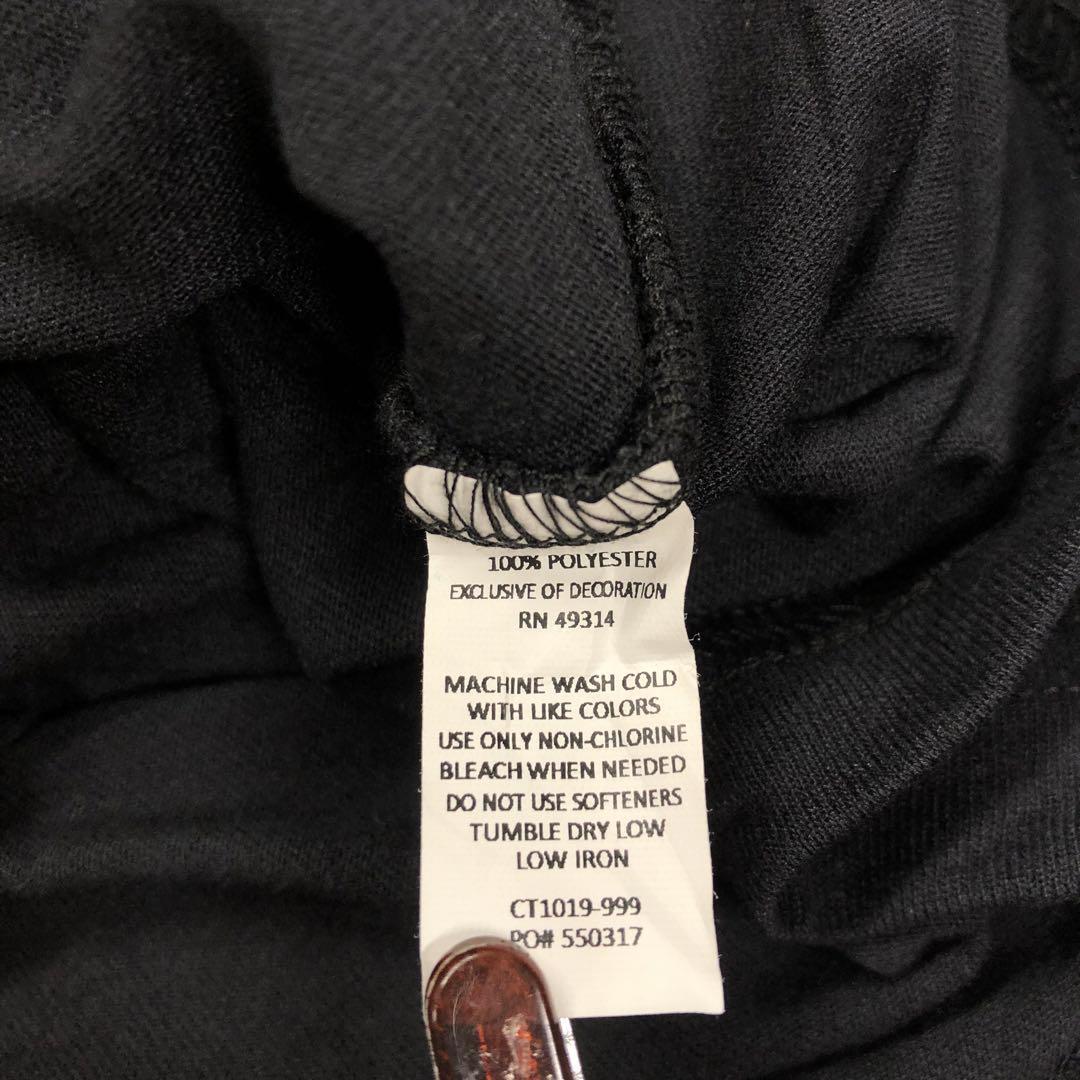 100% POLYESTER
EXCLUSIVE OF DECORATION
RN 49314
MACHINE WASH COLD
WITH LIKE COLORS
USE ONLY NON-CHLORINE
BLEACH WHEN NEEDED
DO NOT USE SOFTENERS
TUMBLE DRY LOW
LOW IRON
CT1019-999
PO# 550317